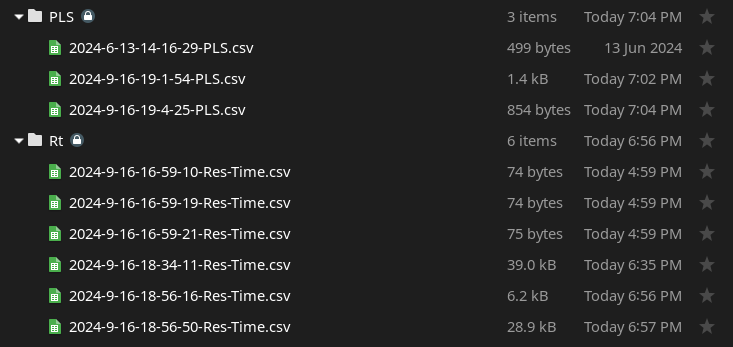 PLS 3 items Today 7:04 PM
2024-6-13-14-16-29-PLS.csv 499 bytes 13 Jun 2024
2024-9-16-19-1-54-PLS.csv 1.4 kB Today 7:02 PM
2024-9-16-19-4-25-PLS.csv 854 bytes Today 7:04 PM
Rt 6 items Today 6:56 PM
2024-9-16-16-59-10-Res-Time.csv 74 bytes Today 4:59 PM
2024-9-16-16-59-19-Res-Time.csv 74 bytes Today 4:59 PM
2024-9-16-16-59-21-Res-Time.csv 75 bytes Today 4:59 PM
2024-9-16-18-34-11-Res-Time.csv 39.0 kB Today 6:35 PM
2024-9-16-18-56-16-Res-Time.csv 6.2 kB Today 6:56 PM
2024-9-16-18-56-50-Res-Time.csv 28.9 kB Today 6:57 PM